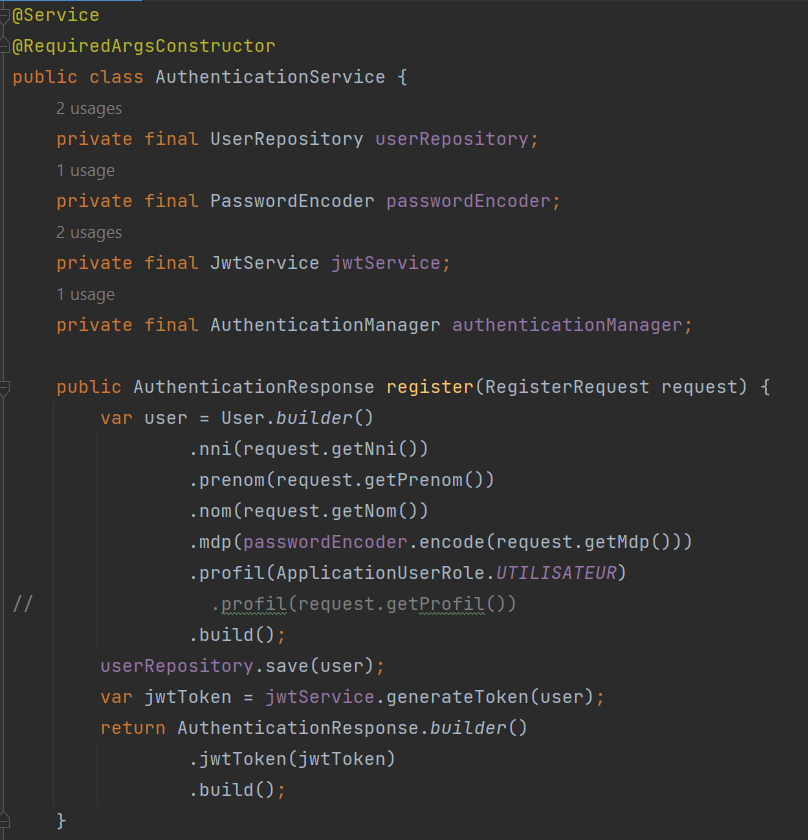 @Service
@RequiredArgsConstructor
public class AuthenticationService {
    2 usages
    private final UserRepository userRepository;
    1 usage
    private final PasswordEncoder passwordEncoder;
    2 usages
    private final JwtService jwtService;
    1 usage
    private final AuthenticationManager authenticationManager;

    public AuthenticationResponse register(RegisterRequest request) {
        var user = User.builder()
                .nni(request.getNni())
                .prenom(request.getPrenom())
                .nom(request.getNom())
                .mdp(passwordEncoder.encode(request.getMdp()))
                .profil(ApplicationUserRole.UTILISATEUR)
//                .profil(request.getProfil())
                .build();
        userRepository.save(user);
        var jwtToken = jwtService.generateToken(user);
        return AuthenticationResponse.builder()
                .jwtToken(jwtToken)
                .build();
    }